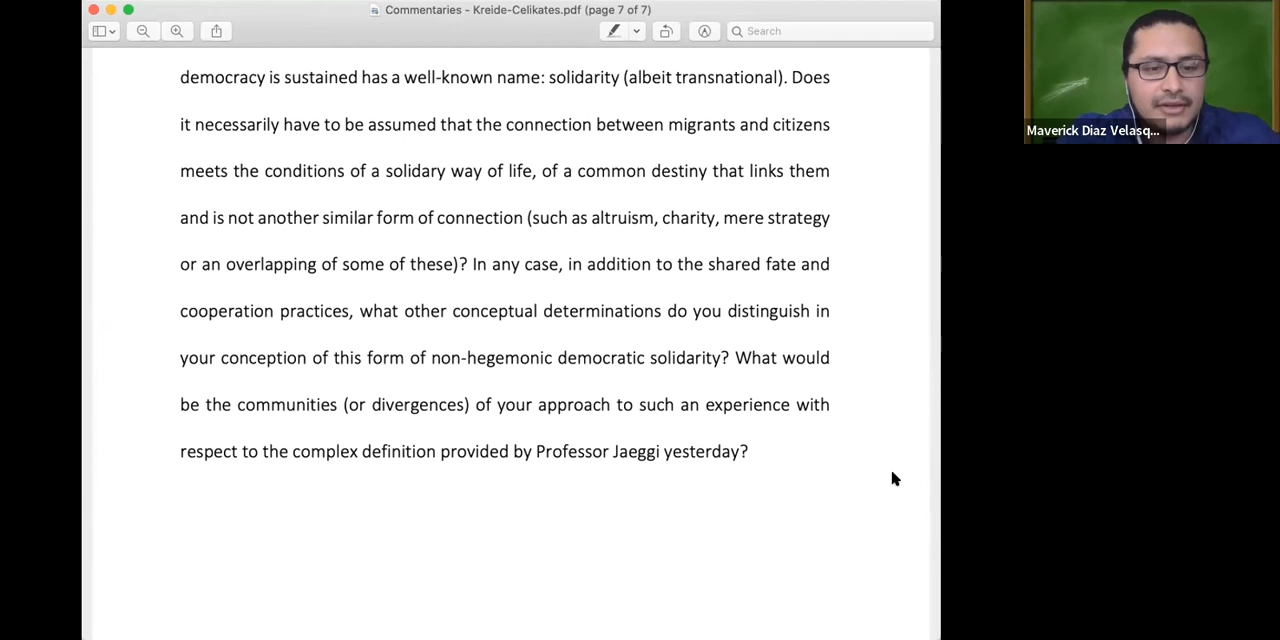 Commentaries - Kreide-Celikates.pdf (page 7 of 7)
Search
democracy is sustained has a well-known name: solidarity (albeit transnational). Does
it necessarily have to be assumed that the connection between migrants and citizens
meets the conditions of a solidary way of life, of a common destiny that links them
and is not another similar form of connection (such as altruism, charity, mere strategy
or an overlapping of some of these)? In any case, in addition to the shared fate and
cooperation practices, what other conceptual determinations do you distinguish in
your conception of this form of non-hegemonic democratic solidarity? What would
be the communities (or divergences) of your approach to such an experience with
respect to the complex definition provided by Professor Jaeggi yesterday?
Maverick Diaz Velasq...